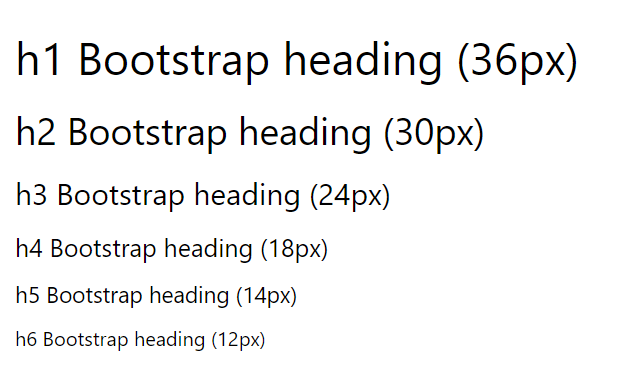 h1 Bootstrap heading (36px)
h2 Bootstrap heading (30px)
h3 Bootstrap heading (24px)
h4 Bootstrap heading (18px)
h5 Bootstrap heading (14px)
h6 Bootstrap heading (12px)